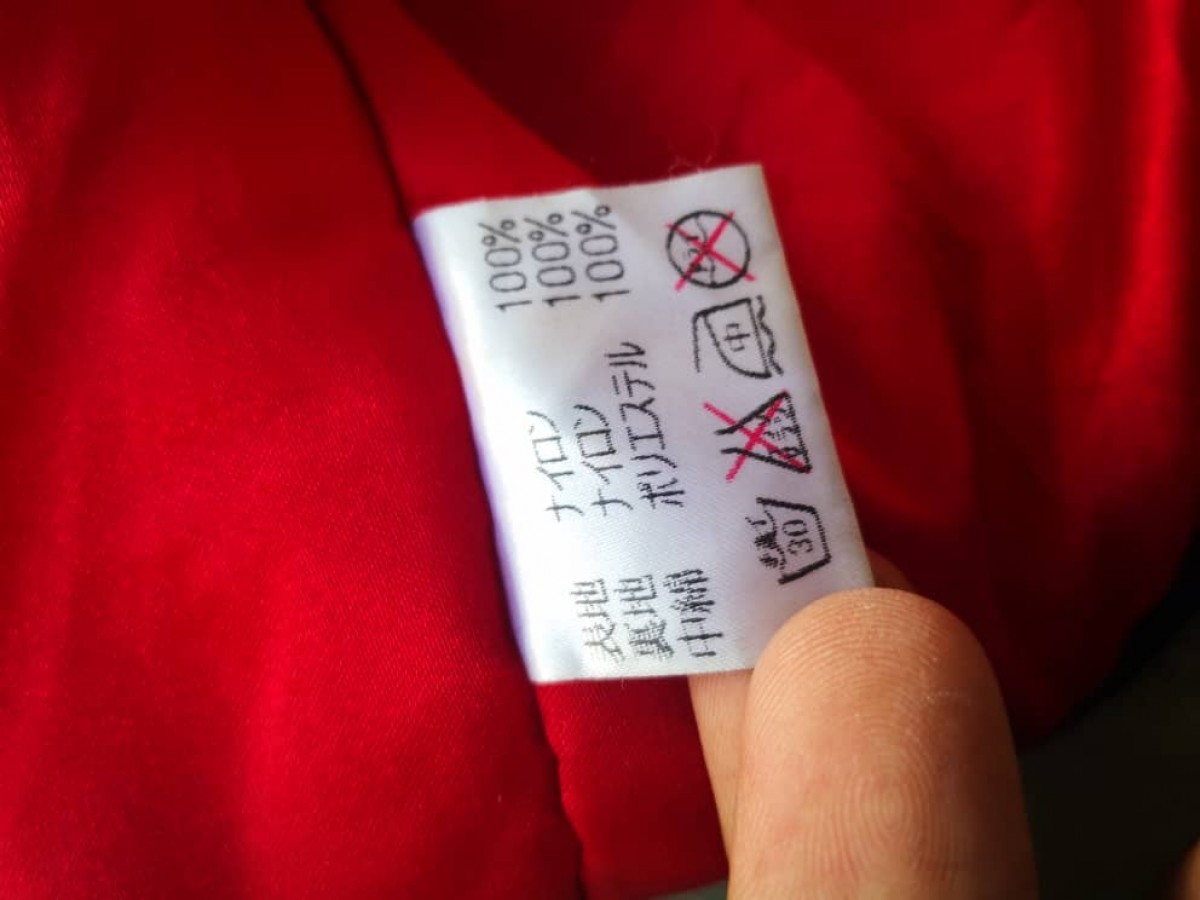 表地 ナイロン 100%
裏地 ナイロン 100%
中綿 ポリエステル 100%
30
中